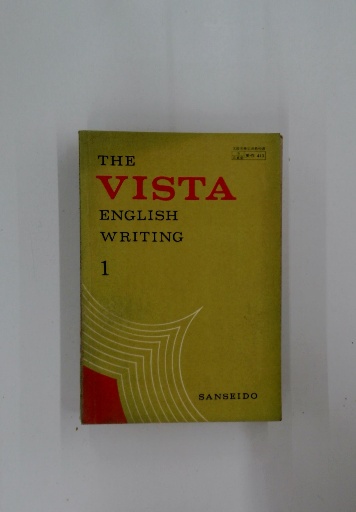 THE
VISTA
ENGLISH
WRITING
1
SANSEIDO